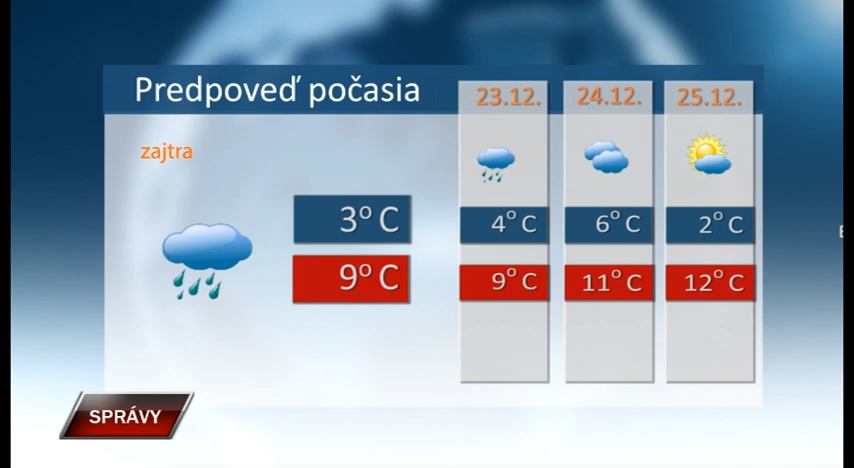 Predpoveď počasia
zajtra
3° C
9° C
23.12.
4° C
9° C
24.12.
6° C
11° C
25.12.
2° C
12° C
SPRÁVY